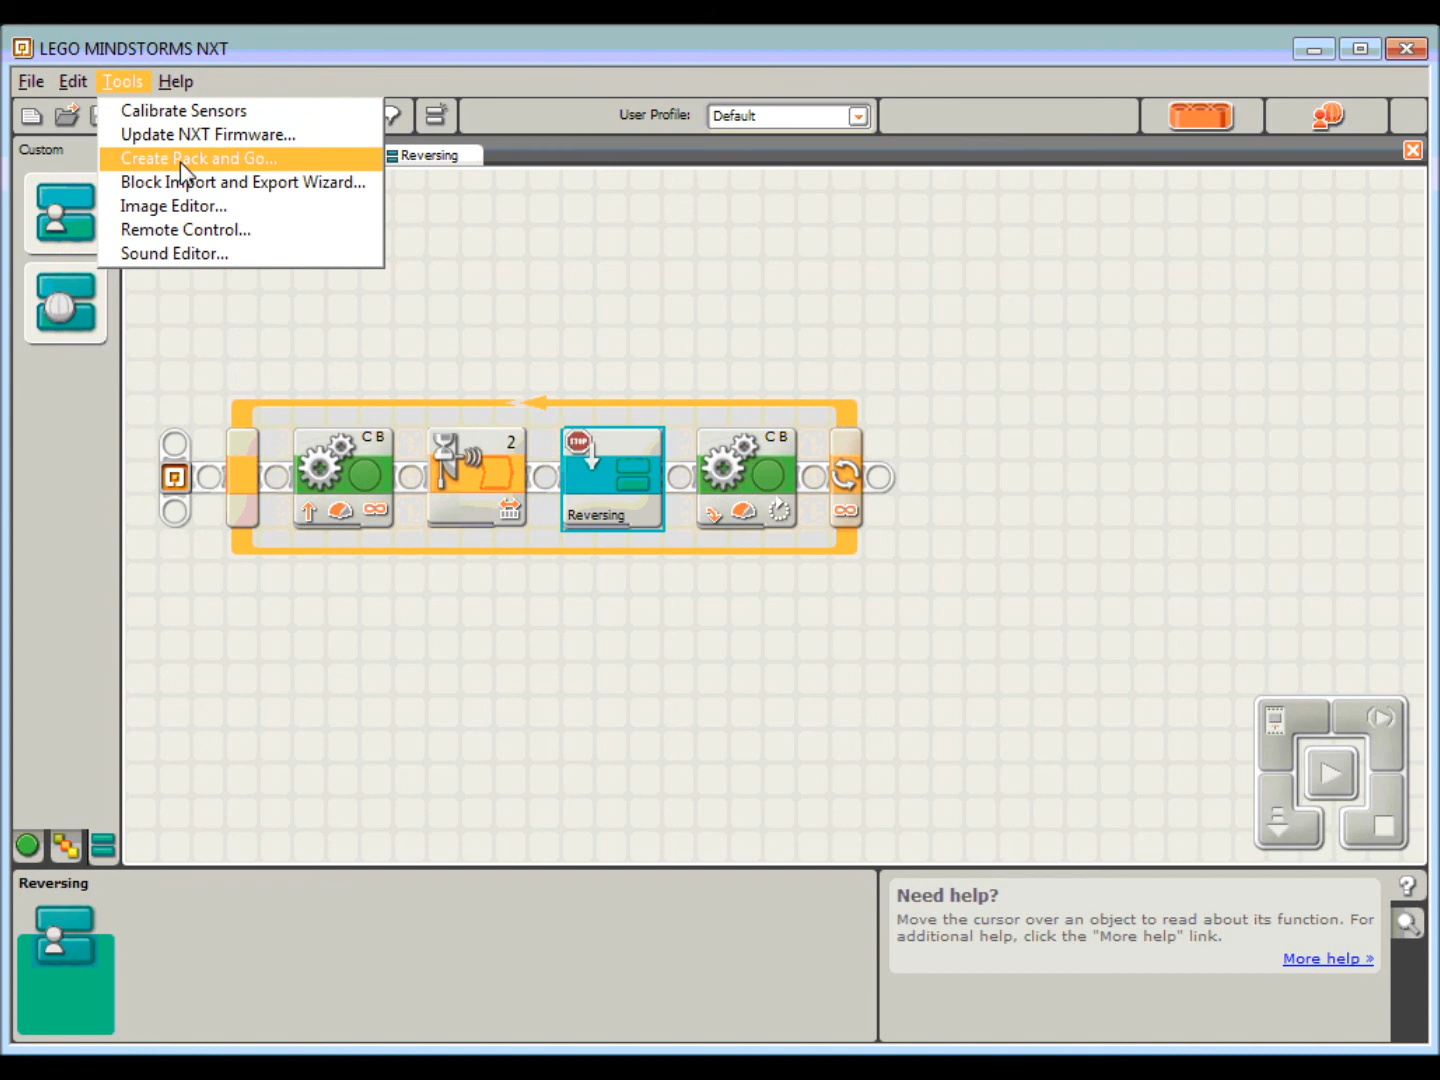 LEGO MINDSTORMS NXT
File Edit Tools Help
Calibrate Sensors
Update NXT Firmware...
Create Pack and Go...
Block Import and Export Wizard...
Image Editor...
Remote Control...
Sound Editor...
User Profile: Default
Custom
Reversing
C B
2
STOP
Reversing
C B
Reversing
Need help?
Move the cursor over an object to read about its function. For
additional help, click the "More help" link.
More help »